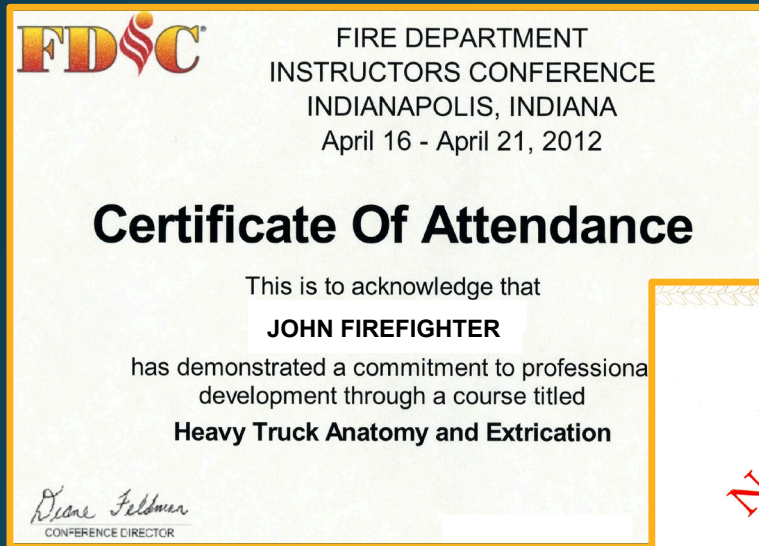 FDIC
FIRE DEPARTMENT
INSTRUCTORS CONFERENCE
INDIANAPOLIS, INDIANA
April 16 - April 21, 2012
Certificate Of Attendance
This is to acknowledge that
JOHN FIREFIGHTER
has demonstrated a commitment to professiona
development through a course titled
Heavy Truck Anatomy and Extrication
Diane Feldman
CONFERENCE DIRECTOR
N